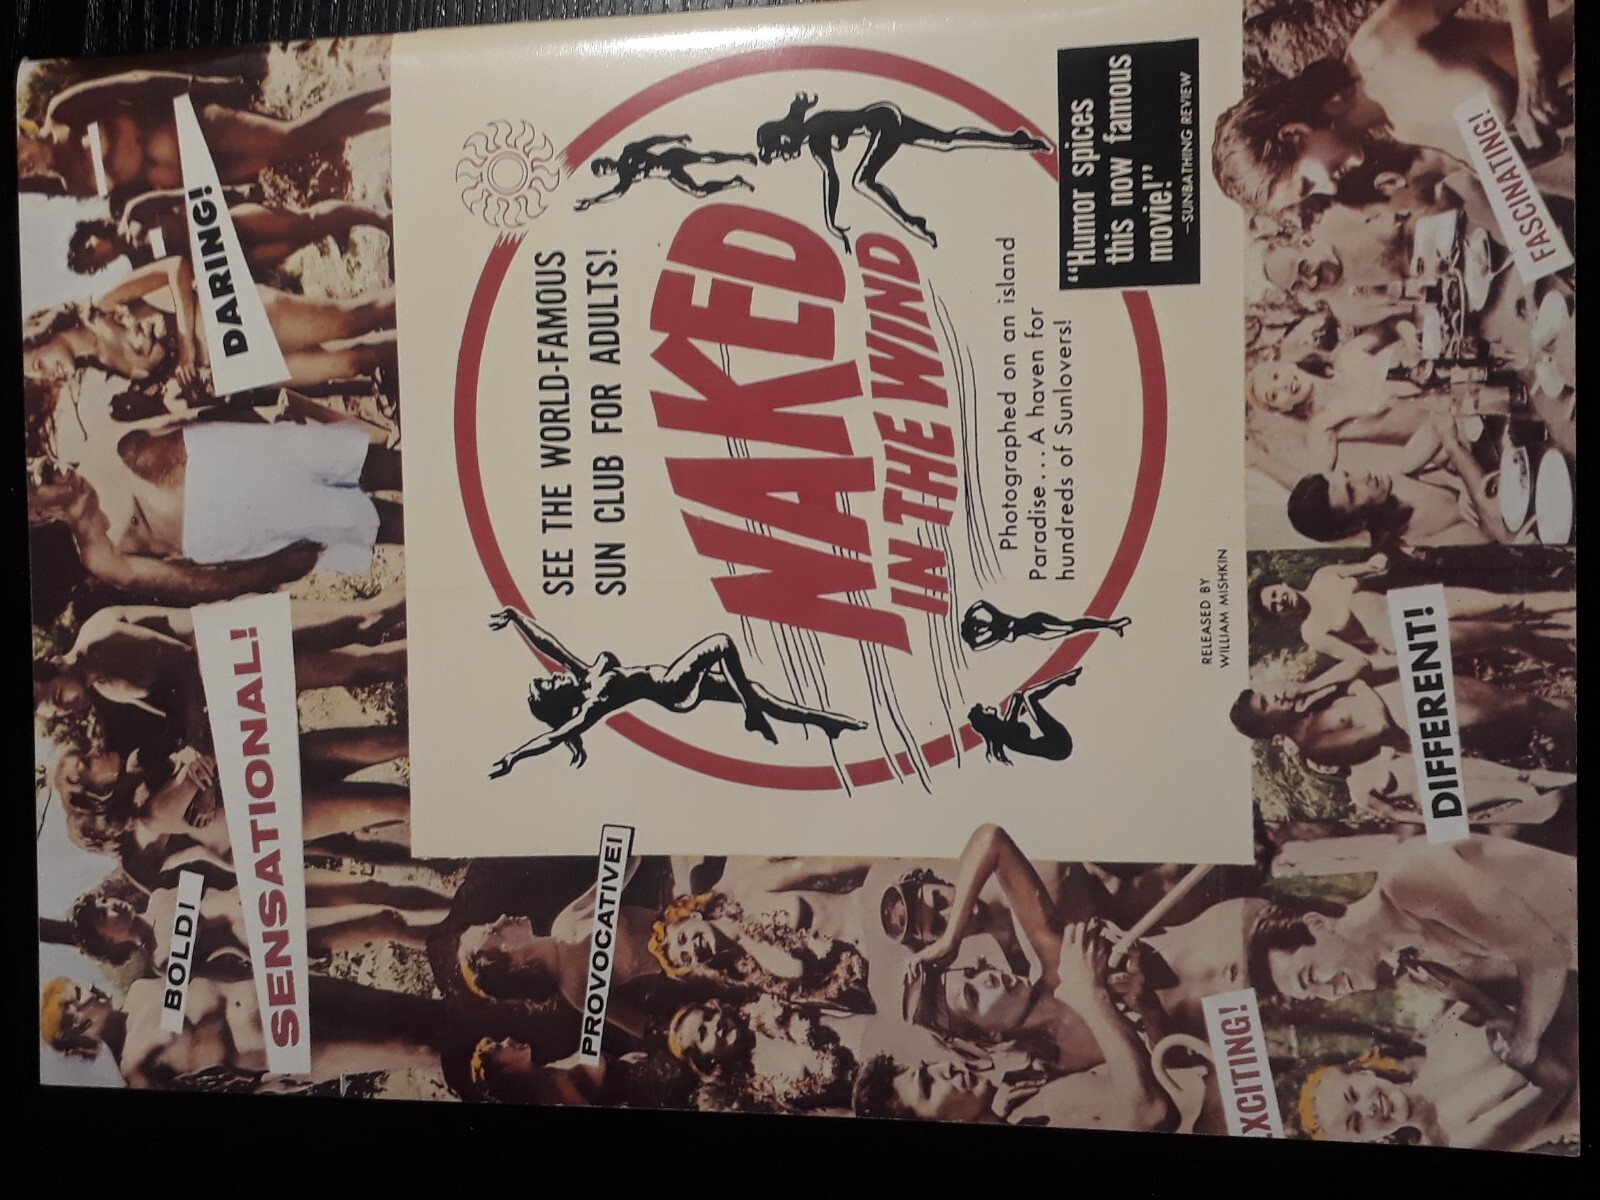 DARING!
SENSATIONAL!
BOLD!
PROVOCATIVE!
SEE THE WORLD-FAMOUS
SUN CLUB FOR ADULTS!
NAKED
IN THE WIND
Photographed on an island
Paradise... A haven for
hundreds of Sunlovers!
"Humor spices
this now famous
movie!"
-SUNBATHING REVIEW
RELEASED BY
WILLIAM MISHKIN
FASCINATING!
DIFFERENT!
XCITING!